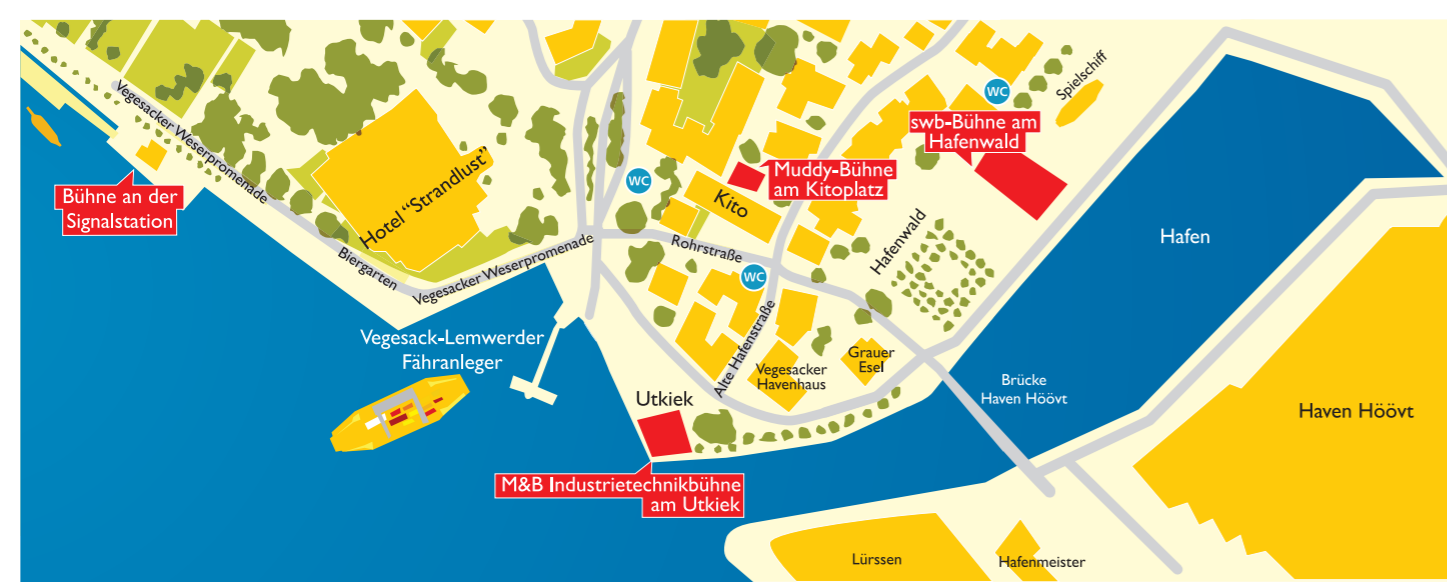 Spielschiff
WC
swb-Bühne am
Hafenwald
Vegesacker Weserpromenade
Muddy-Bühne
am Kitoplatz
WC
Bühne an der
Signalstation
Hotel “Strandlust”
Kito
Hafen
Hafenwald
Rohrstraße
Biergarten
Vegesacker Weserpromenade
WC
Vegesack-Lemwerder
Fähranleger
Alte Hafenstraße
Vegesacker
Havenhaus
Grauer
Esel
Brücke
Haven Höövt
Haven Höövt
Utkiek
M&B Industrietechnikbühne
am Utkiek
Lürssen
Hafenmeister